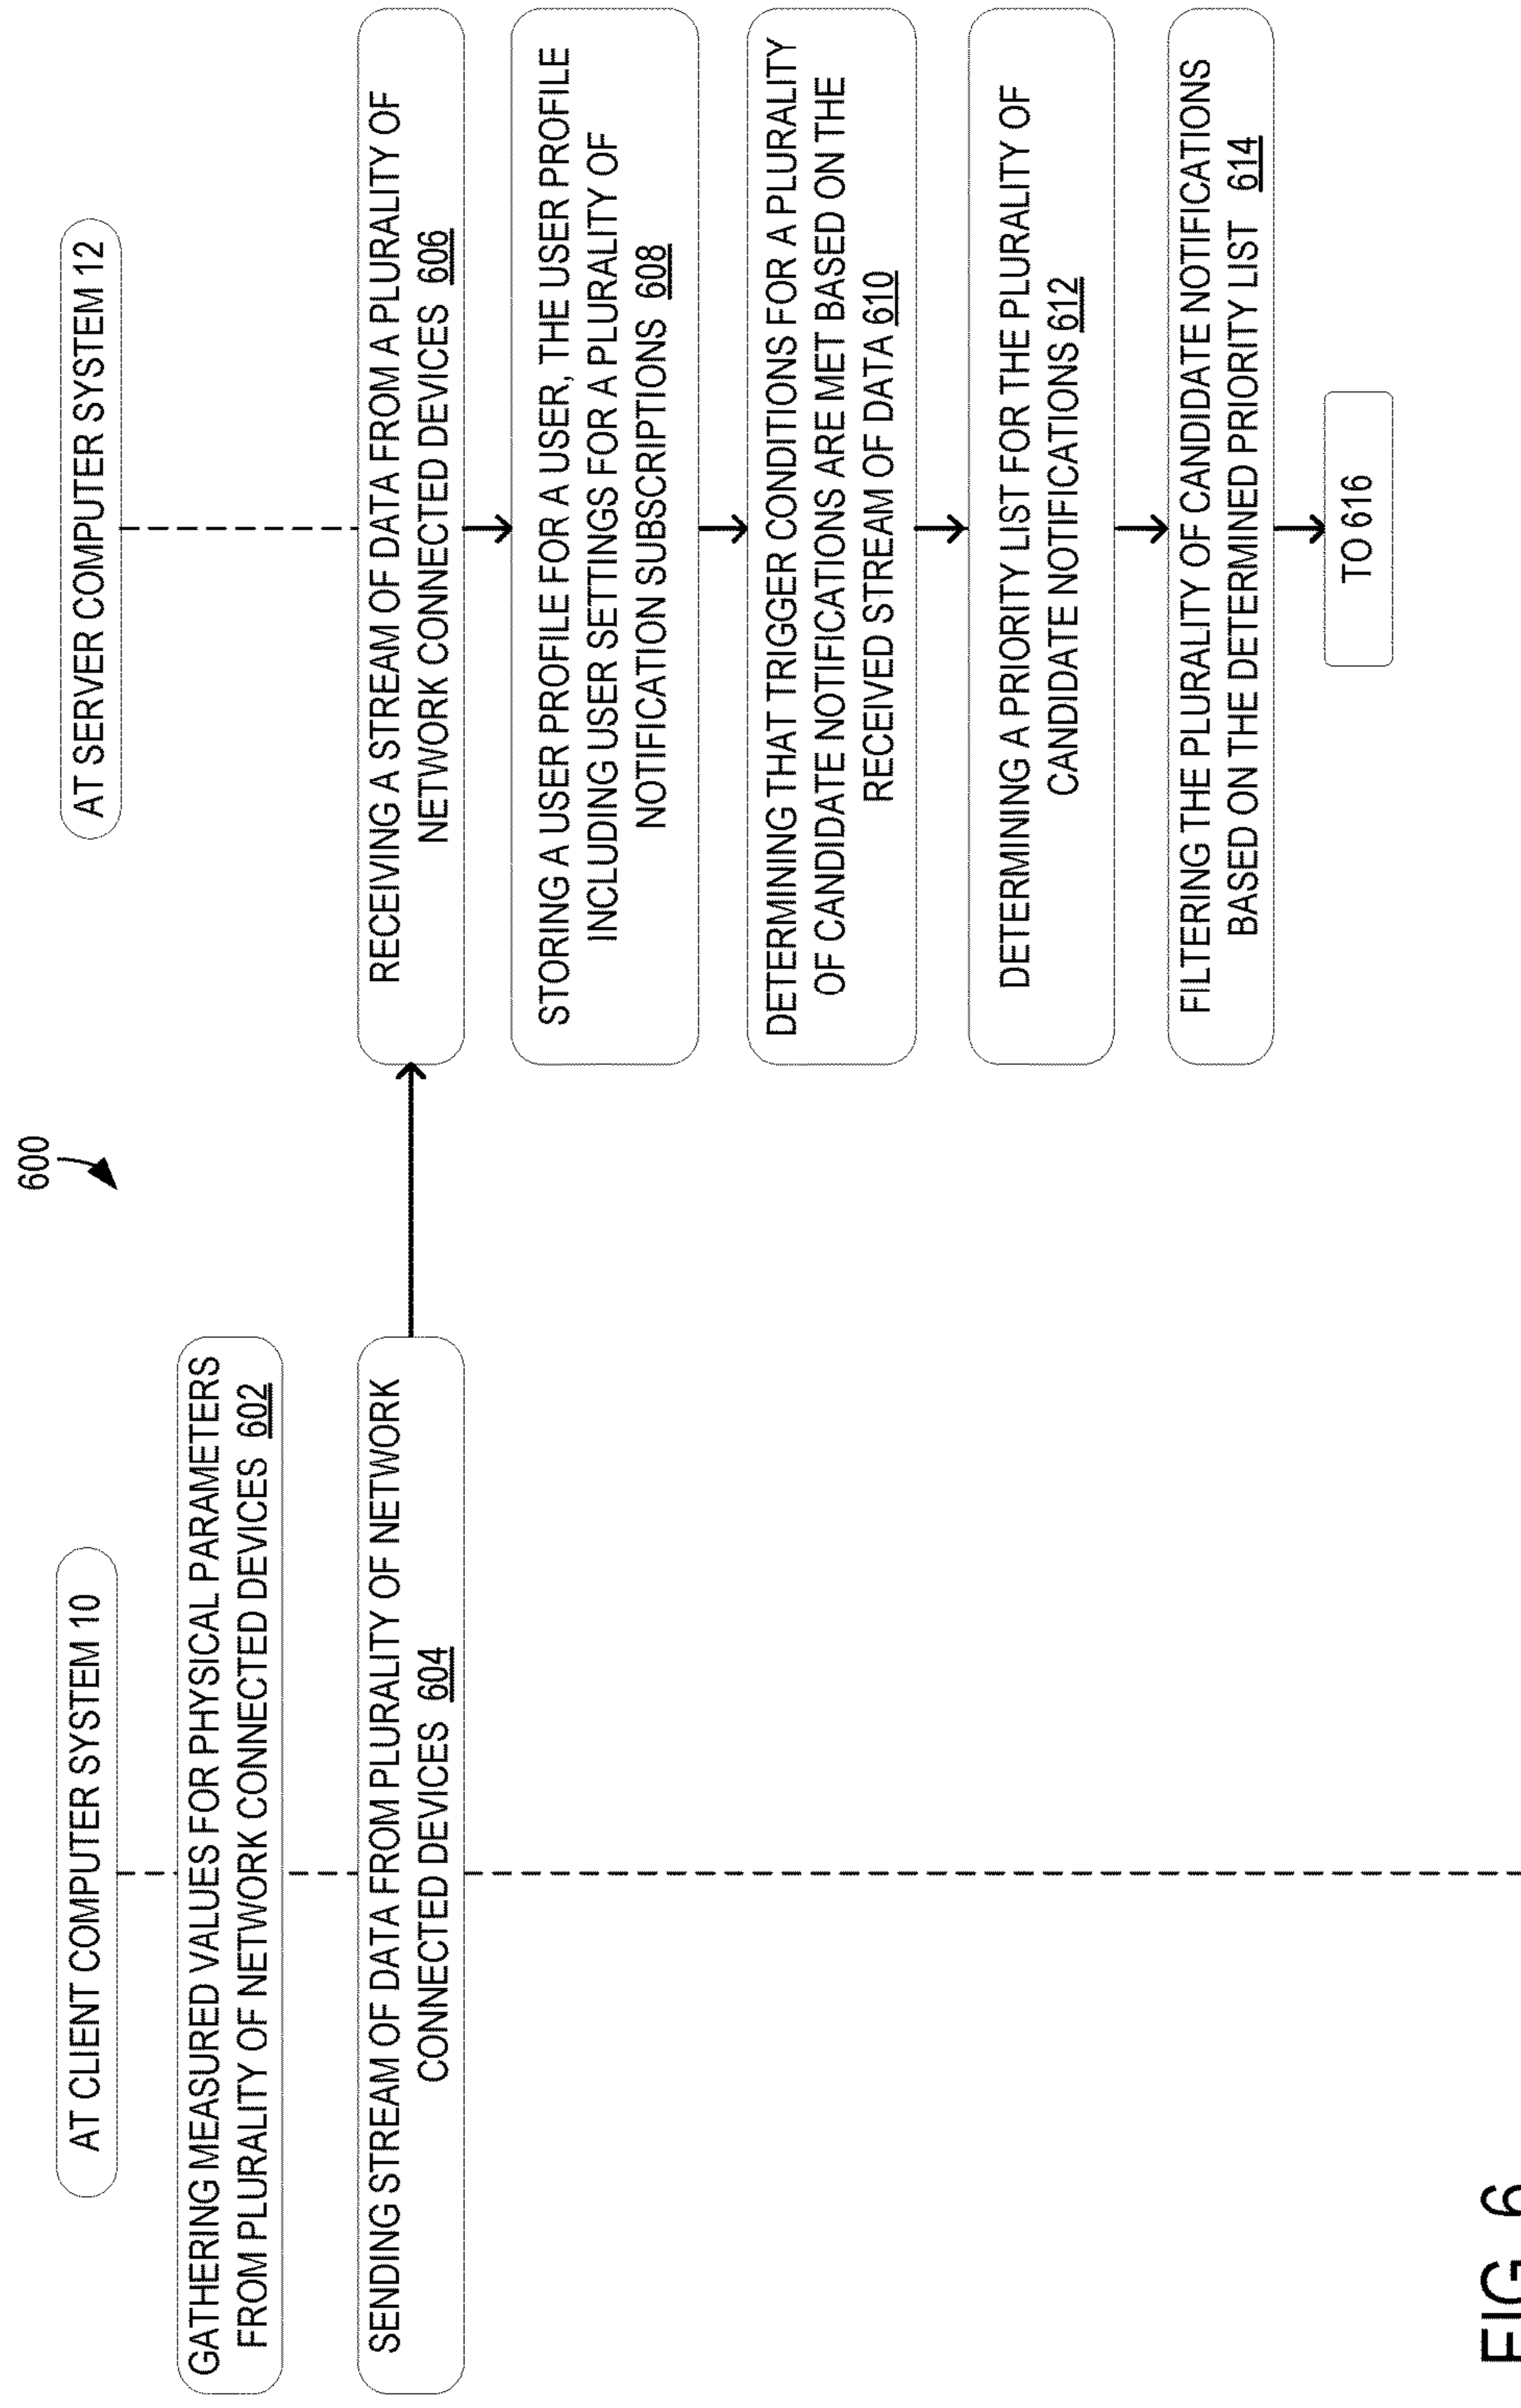 600
AT CLIENT COMPUTER SYSTEM 10
GATHERING MEASURED VALUES FOR PHYSICAL PARAMETERS
FROM PLURALITY OF NETWORK CONNECTED DEVICES 602
SENDING STREAM OF DATA FROM PLURALITY OF NETWORK
CONNECTED DEVICES 604
AT SERVER COMPUTER SYSTEM 12
RECEIVING A STREAM OF DATA FROM A PLURALITY OF
NETWORK CONNECTED DEVICES 606
STORING A USER PROFILE FOR A USER, THE USER PROFILE
INCLUDING USER SETTINGS FOR A PLURALITY OF
NOTIFICATION SUBSCRIPTIONS 608
DETERMINING THAT TRIGGER CONDITIONS FOR A PLURALITY
OF CANDIDATE NOTIFICATIONS ARE MET BASED ON THE
RECEIVED STREAM OF DATA 610
DETERMINING A PRIORITY LIST FOR THE PLURALITY OF
CANDIDATE NOTIFICATIONS 612
FILTERING THE PLURALITY OF CANDIDATE NOTIFICATIONS
BASED ON THE DETERMINED PRIORITY LIST 614
TO 616
FIG. 6